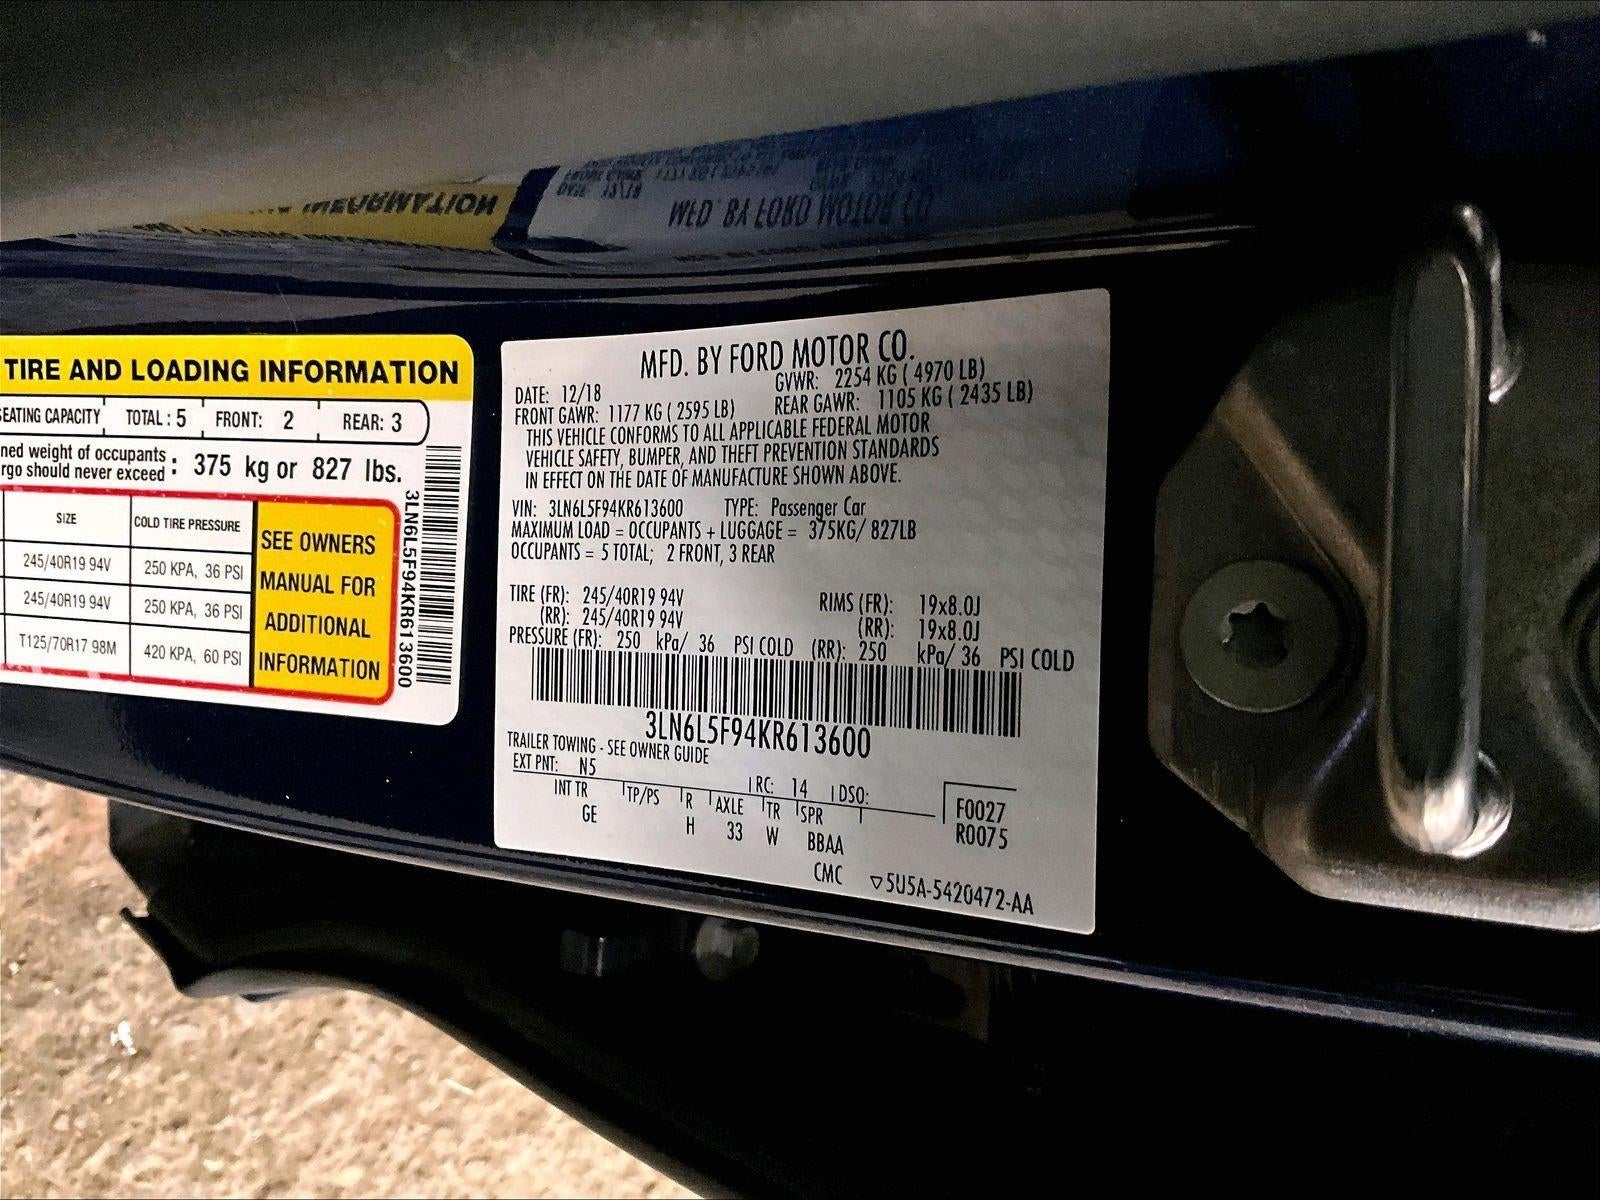 TIRE AND LOADING INFORMATION
SEATING CAPACITY TOTAL : 5 FRONT: 2 REAR: 3
ned weight of occupants
rgo should never exceed : 375 kg or 827 lbs.
SIZE COLD TIRE PRESSURE
245/40R19 94V 250 KPA, 36 PSI
245/40R19 94V 250 KPA, 36 PSI
T125/70R17 98M 420 KPA, 60 PSI
SEE OWNERS
MANUAL FOR
ADDITIONAL
INFORMATION
3LN6L5F94KR613600
MFD. BY FORD MOTOR CO.
DATE: 12/18 GVWR: 2254 KG ( 4970 LB)
FRONT GAWR: 1177 KG ( 2595 LB) REAR GAWR: 1105 KG ( 2435 LB)
THIS VEHICLE CONFORMS TO ALL APPLICABLE FEDERAL MOTOR
VEHICLE SAFETY, BUMPER, AND THEFT PREVENTION STANDARDS
IN EFFECT ON THE DATE OF MANUFACTURE SHOWN ABOVE.
VIN: 3LN6L5F94KR613600 TYPE: Passenger Car
MAXIMUM LOAD = OCCUPANTS + LUGGAGE = 375KG/ 827LB
OCCUPANTS = 5 TOTAL; 2 FRONT, 3 REAR
TIRE (FR): 245/40R19 94V RIMS (FR): 19x8.0J
(RR): 245/40R19 94V (RR): 19x8.0J
PRESSURE (FR): 250 kPa/ 36 PSI COLD (RR): 250 kPa/ 36 PSI COLD
3LN6L5F94KR613600
TRAILER TOWING - SEE OWNER GUIDE
EXT PNT: N5 RC: 14 DSO:
INT TR TP/PS R AXLE TR SPR
GE H 33 W BBAA
F0027
R0075
CMC ▽5U5A-5420472-AA